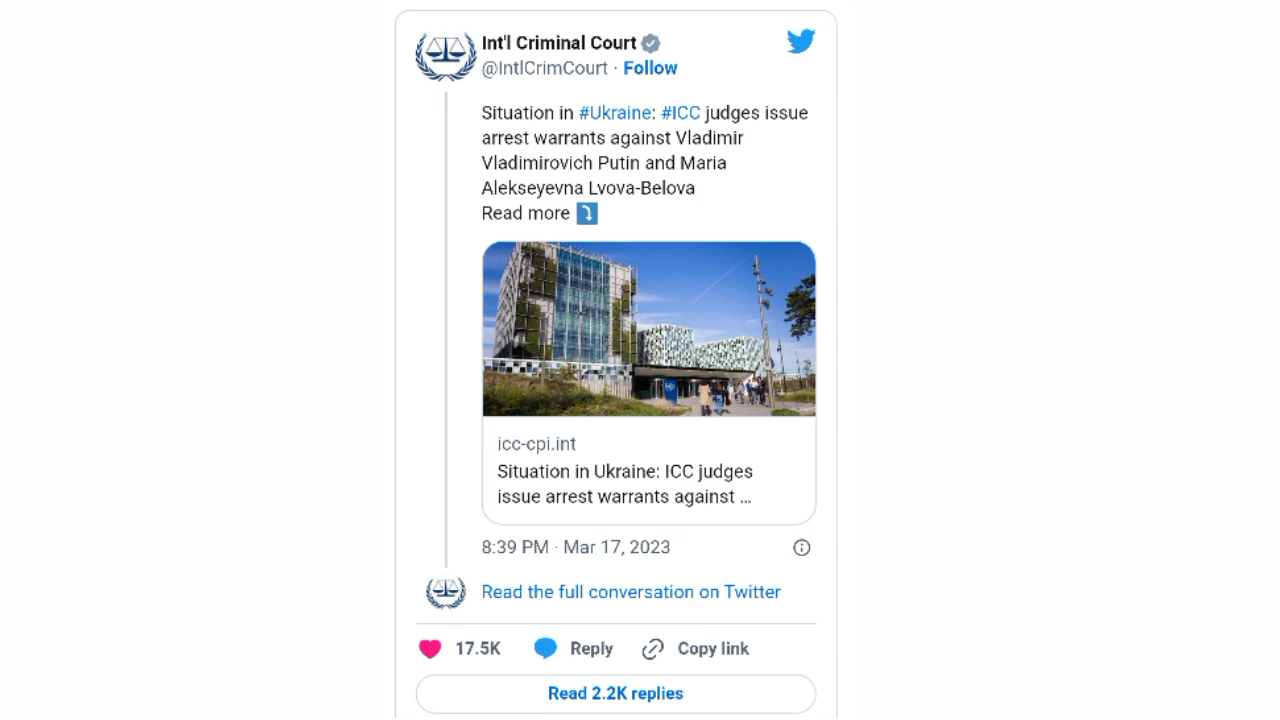 Int'l Criminal Court
@IntlCrimCourt · Follow
Situation in #Ukraine: #ICC judges issue
arrest warrants against Vladimir
Vladimirovich Putin and Maria
Alekseyevna Lvova-Belova
Read more ⤵️
icc-cpi.int
Situation in Ukraine: ICC judges
issue arrest warrants against ...
8:39 PM · Mar 17, 2023
Read the full conversation on Twitter
17.5K Reply Copy link
Read 2.2K replies